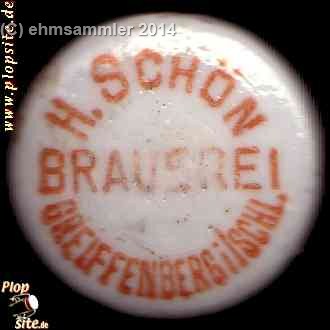 (C) ehmsammler 2014
www.plopsite.de
H. SCHÖN
BRAUEREI
GREIFFENBERG i/SCHL.
Plop
site.de